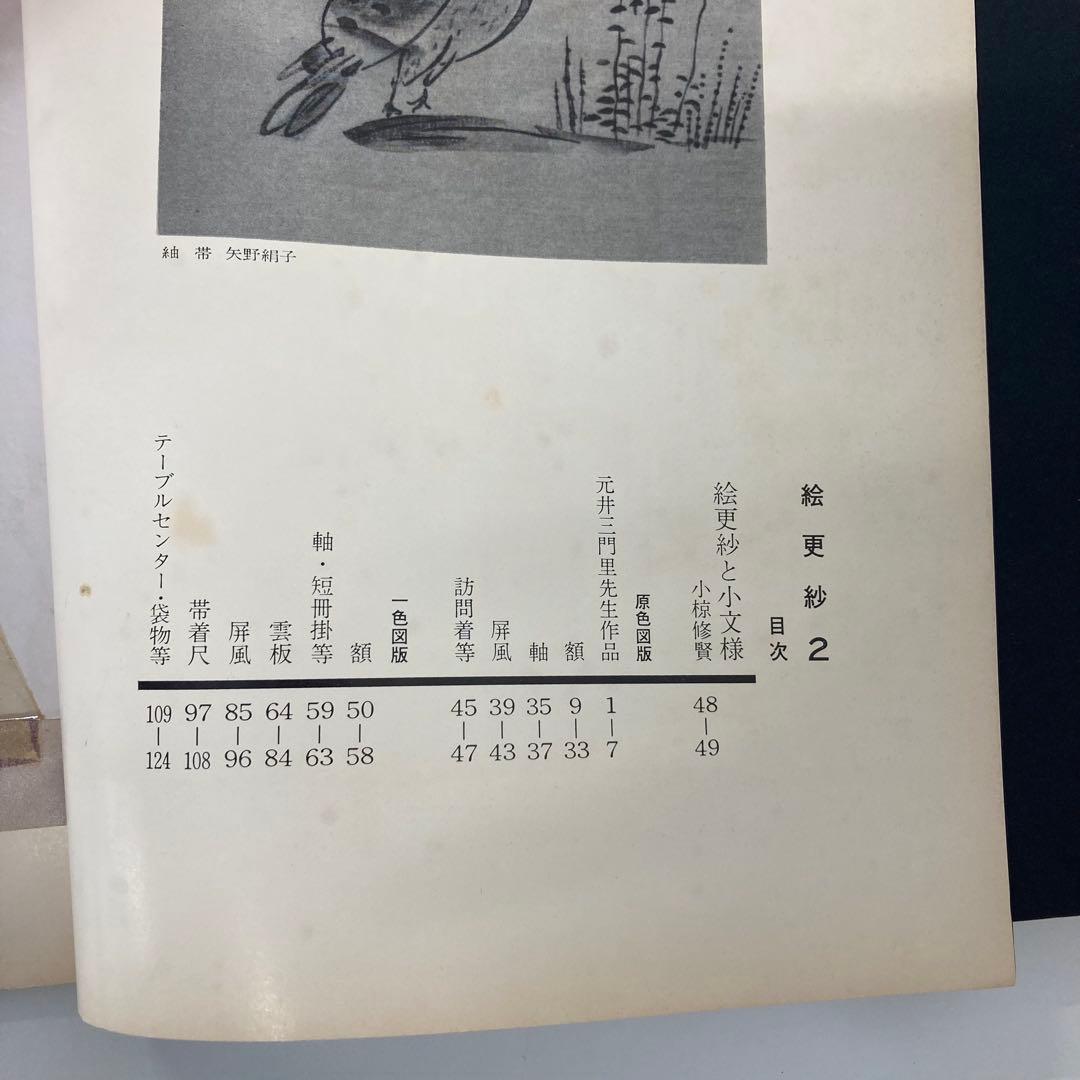 紬 帯 矢野絹子
絵更紗2
目次
絵更紗と小文様
小椋修賢 48－49
原色図版
元井三門里先生作品 1－7
額 9－33
軸 35－37
屏風 39－43
訪問着等 45－47
一色図版
額 50－58
軸・短冊掛等 59－63
雲板 64－84
屏風 85－96
帯着尺 97－108
テーブルセンター・袋物等 109－124